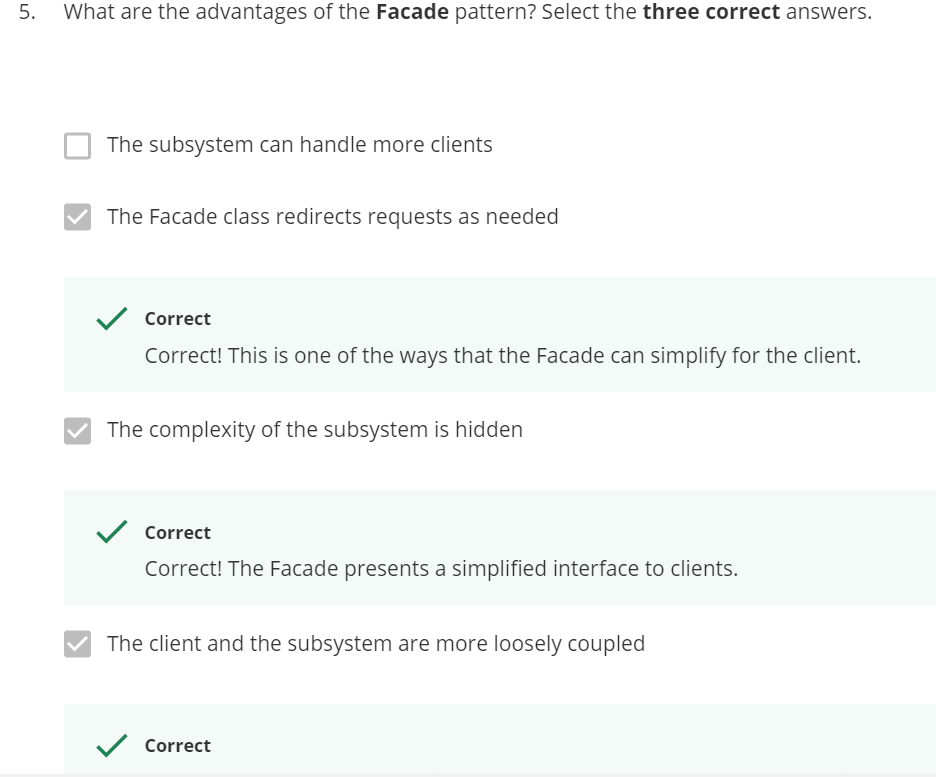 5. What are the advantages of the Facade pattern? Select the three correct answers.
The subsystem can handle more clients
The Facade class redirects requests as needed
Correct
Correct! This is one of the ways that the Facade can simplify for the client.
The complexity of the subsystem is hidden
Correct
Correct! The Facade presents a simplified interface to clients.
The client and the subsystem are more loosely coupled
Correct